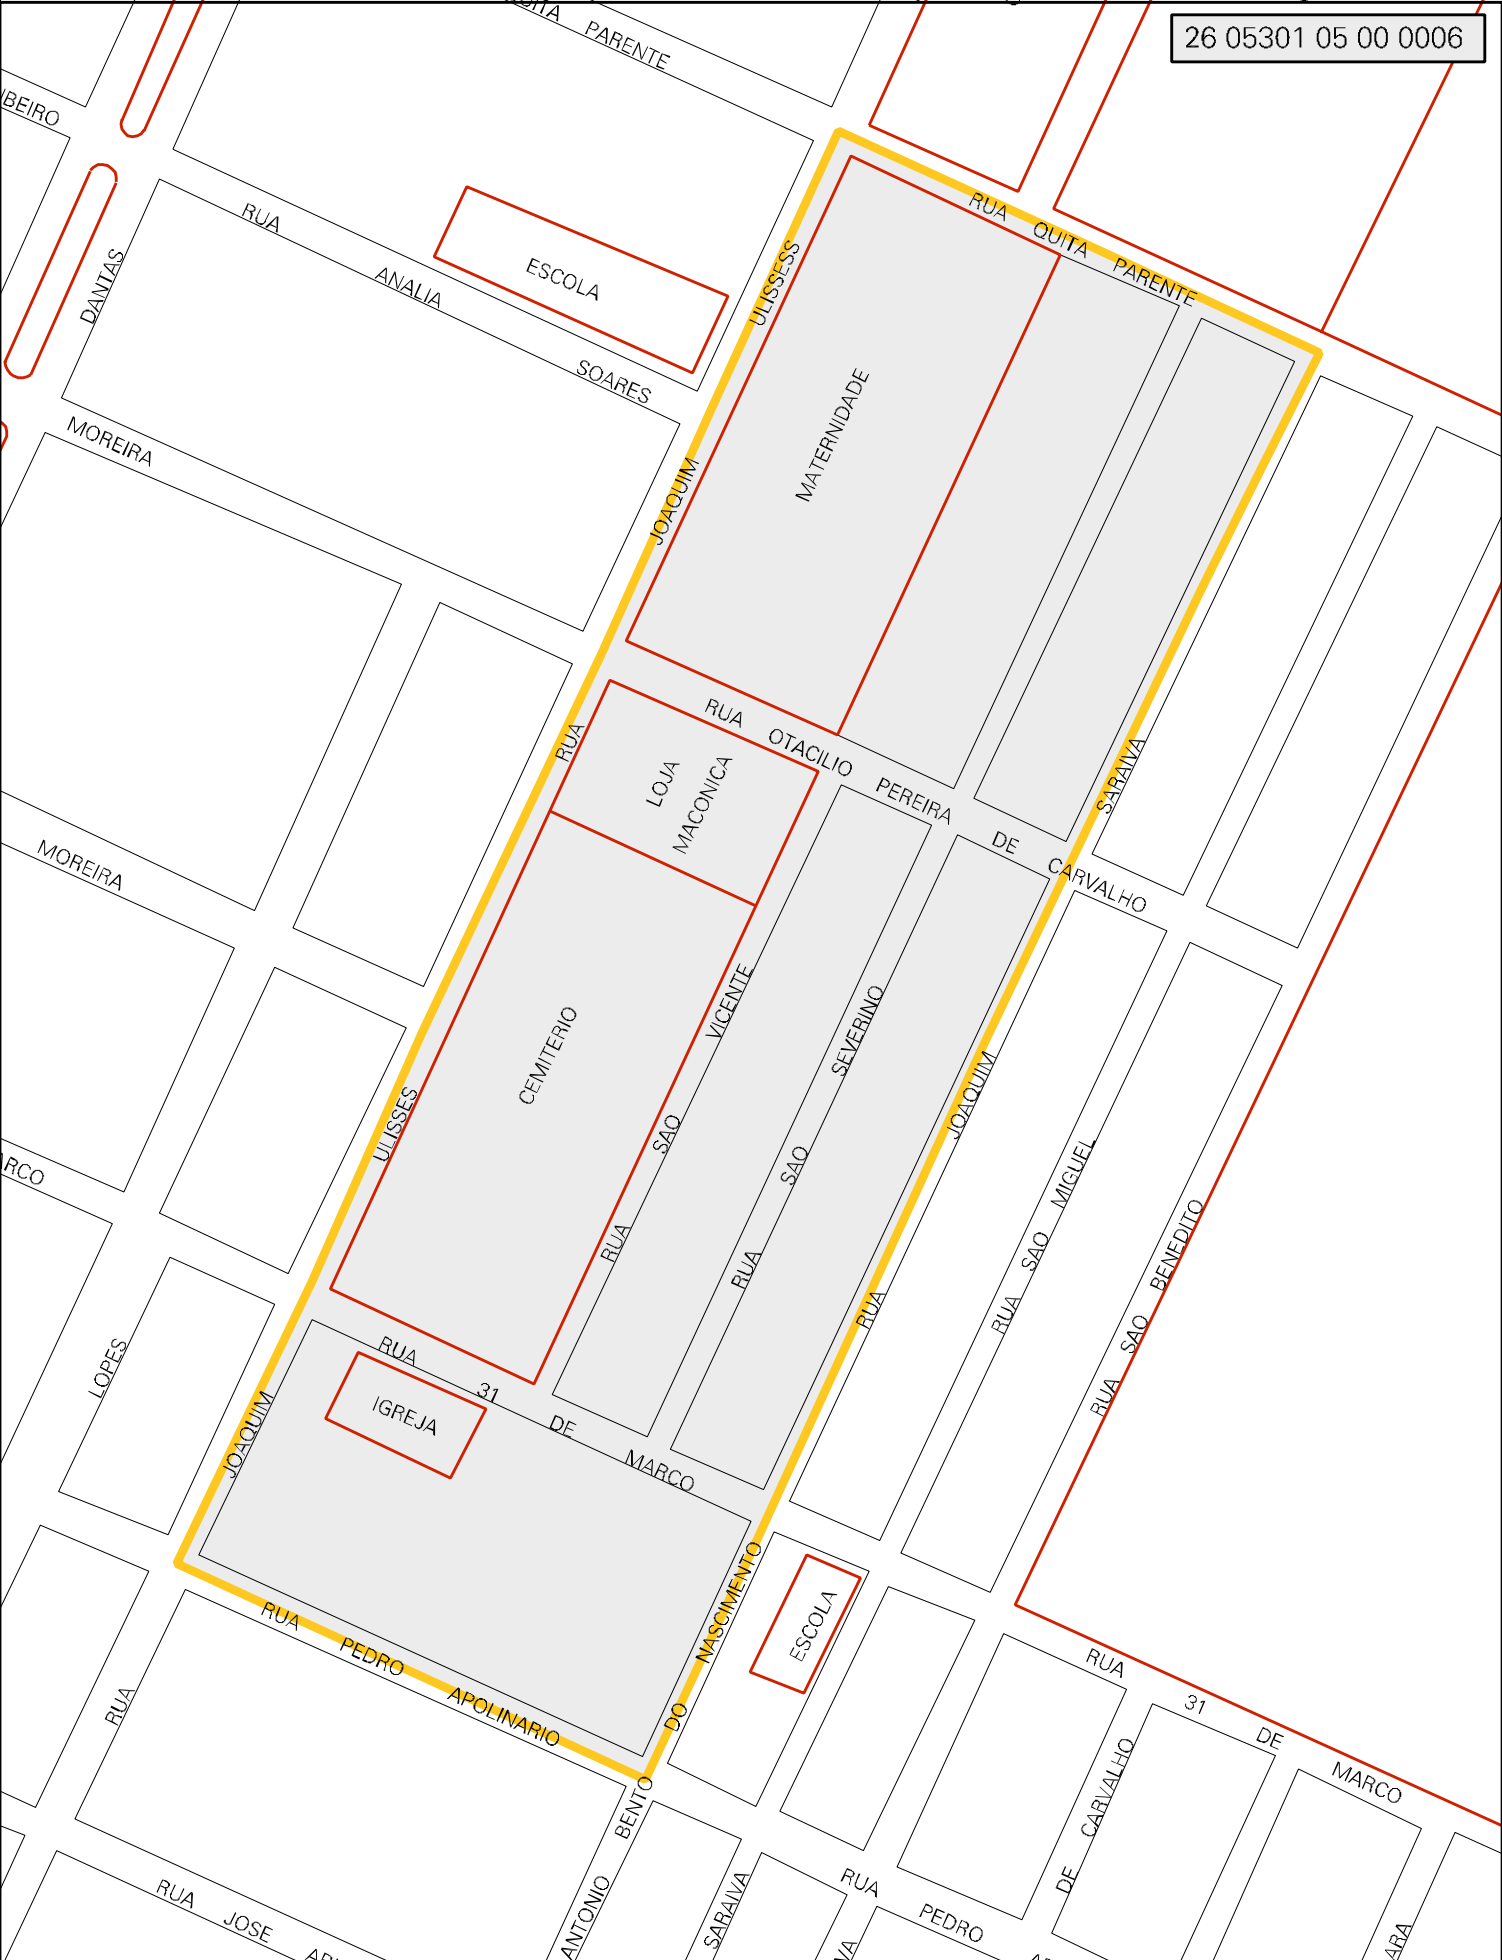 PARENTE
26 05301 05 00 0006
RUA QUITA PARENTE
RUA ANALIA SOARES
ESCOLA
DANTAS
ULISSESS
JOAQUIM
RUA
MOREIRA
MATERNIDADE
RUA OTACILIO PEREIRA DE CARVALHO
LOJA
MACONICA
SARAIVA
JOAQUIM
RUA
MOREIRA
CEMITERIO
RUA SAO VICENTE
RUA SAO SEVERINO
RUA SAO MIGUEL
RUA SAO BENEDITO
ULISSES
JOAQUIM
LOPES
RUA
RUA 31 DE MARCO
IGREJA
ESCOLA
NASCIMENTO
DO
BENTO
ANTONIO
RUA PEDRO APOLINARIO
RUA 31 DE MARCO
DE CARVALHO
SARAIVA
RUA PEDRO
RUA JOSE